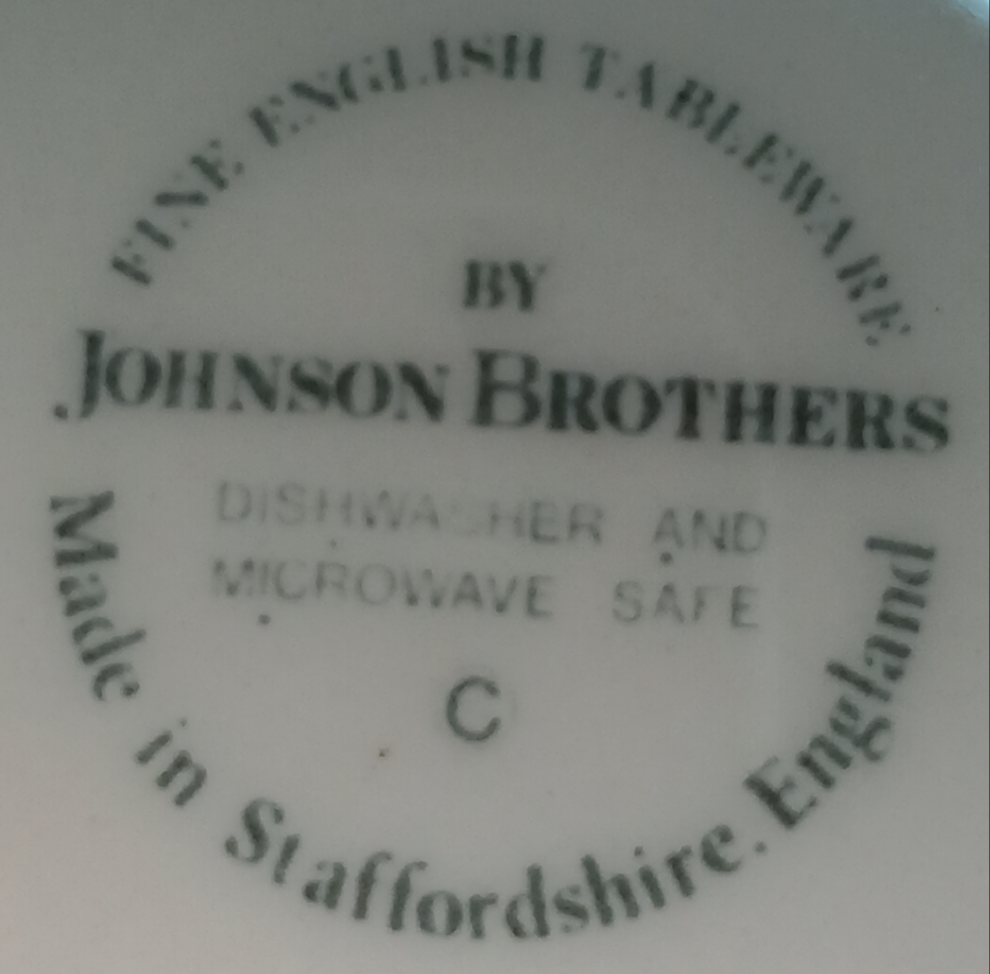 FINE ENGLISH TABLEWARE
BY
JOHNSON BROTHERS
DISHWASHER AND
MICROWAVE SAFE
C
Made in Staffordshire. England